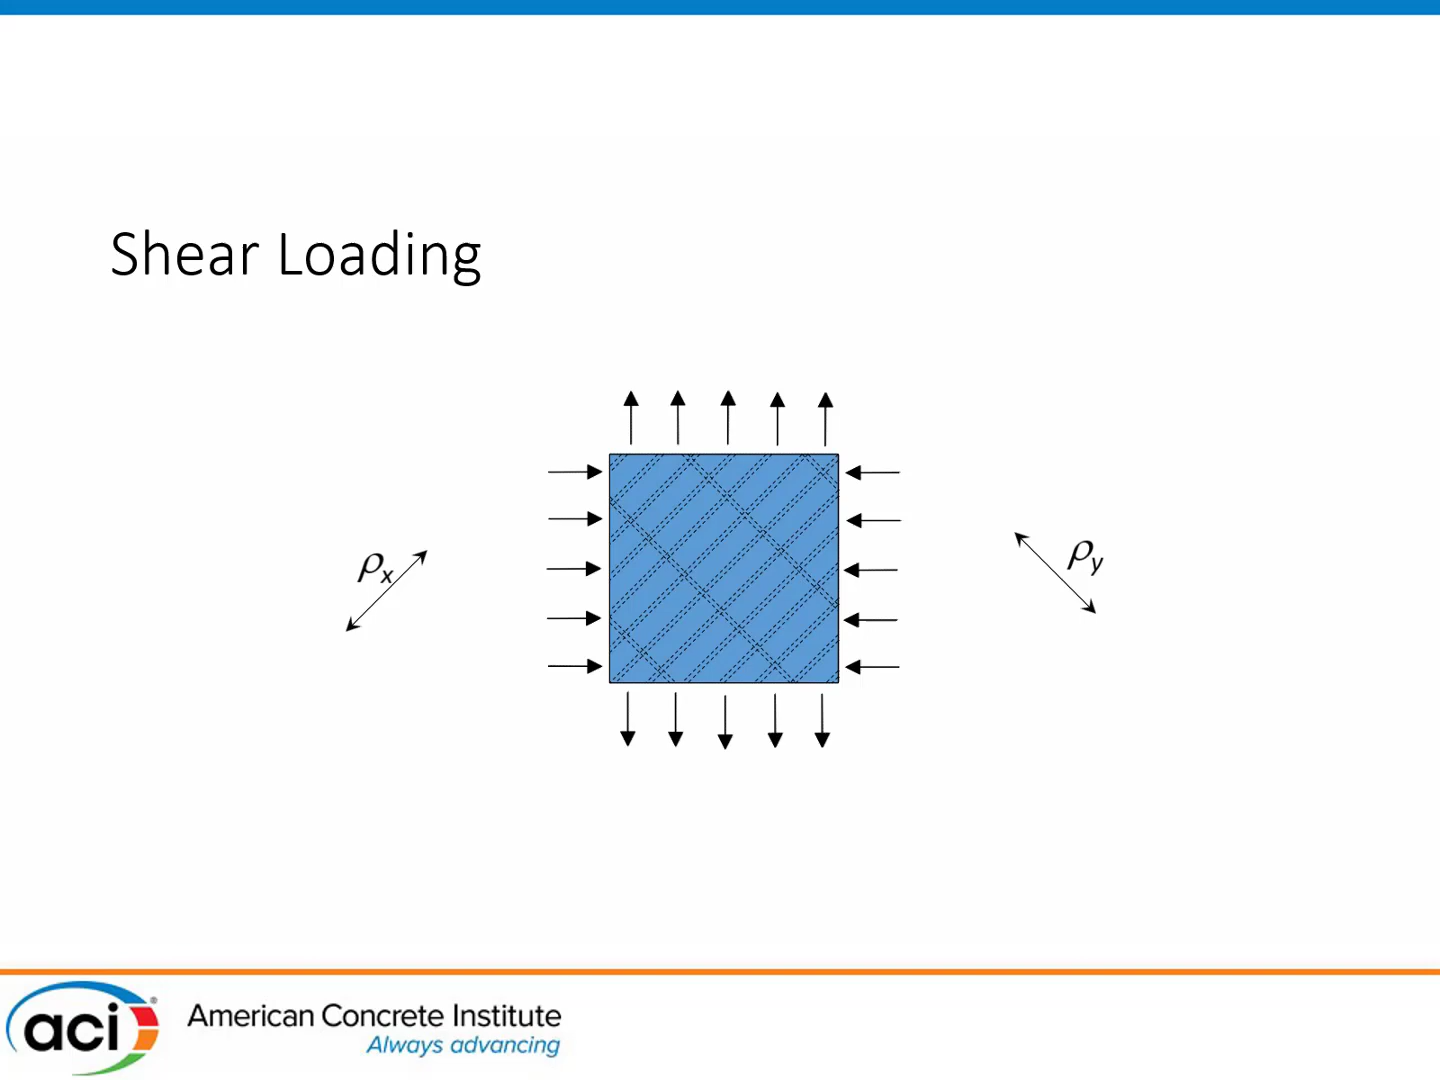 Shear Loading
ρx
ρy
aci®
American Concrete Institute
Always advancing